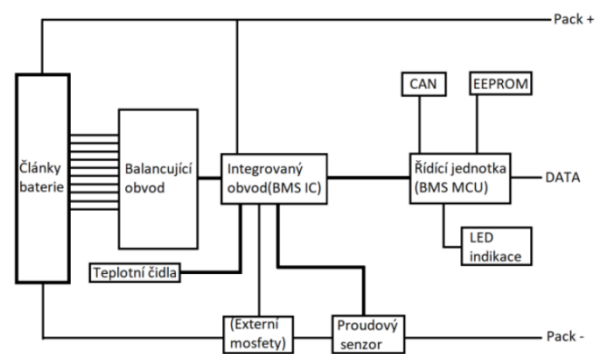 Pack +
CAN
EEPROM
Články
baterie
Balancující
obvod
Integrovaný
obvod(BMS IC)
Řídící jednotka
(BMS MCU)
DATA
LED
indikace
Teplotní čidla
(Externí
mosfety)
Proudový
senzor
Pack -